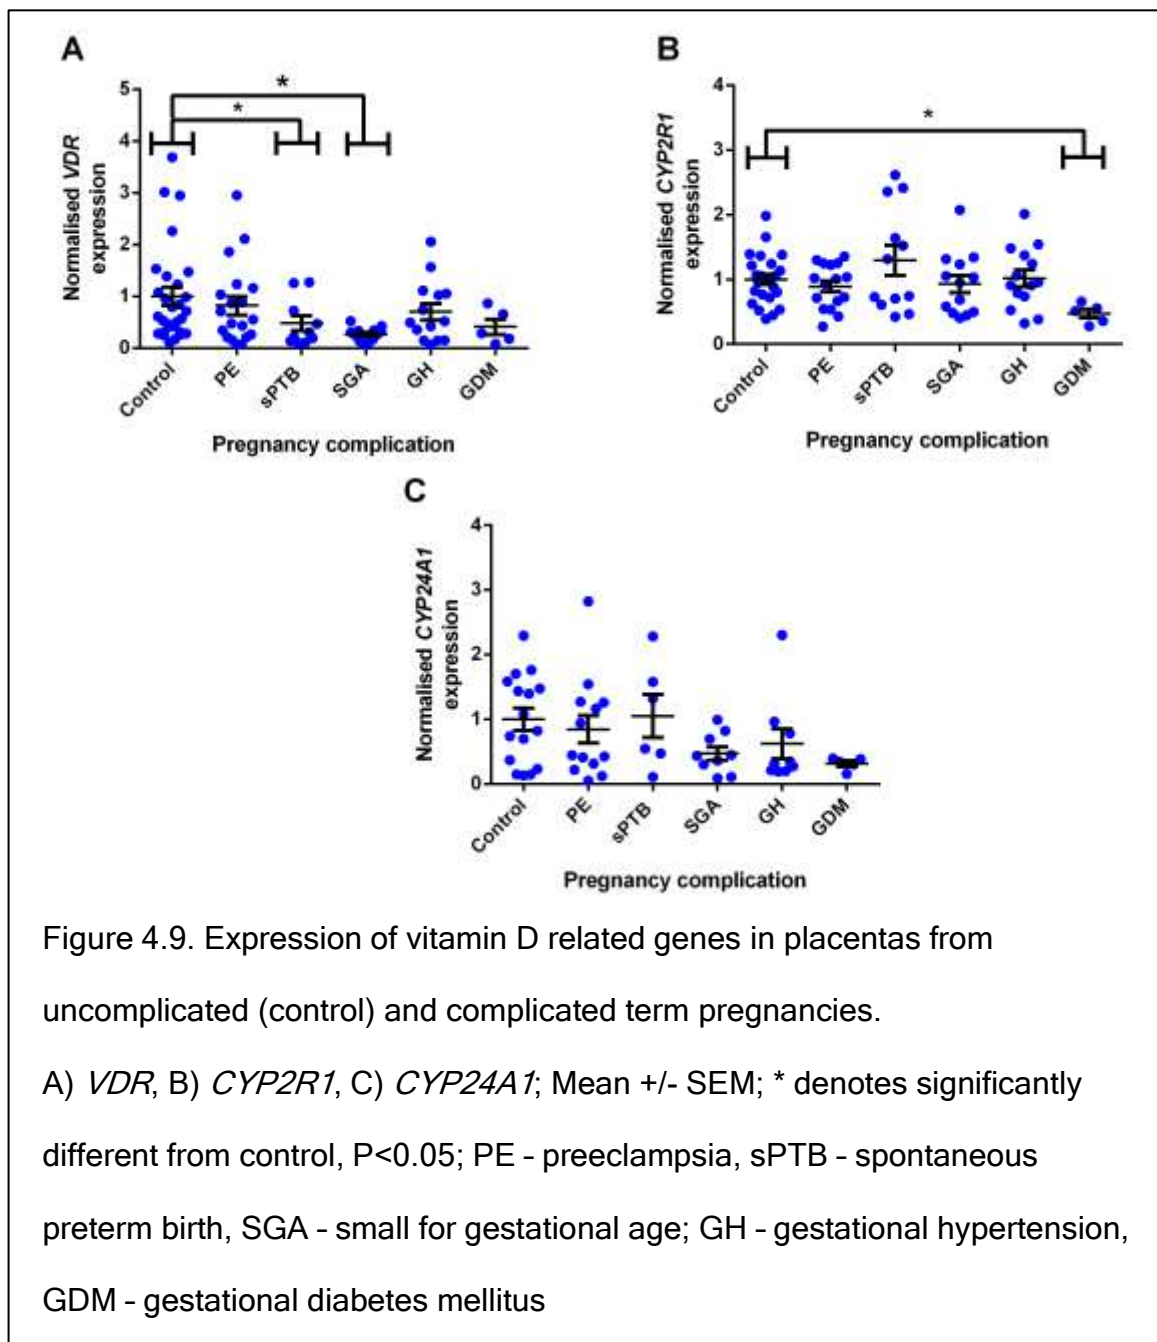 A
*
*
5
4
3
2
1
0
Normalised VDR
expression
Control
PE
sPTB
SGA
GH
GDM
Pregnancy complication
B
*
4
3
2
1
0
Normalised CYP2R1
expression
Control
PE
sPTB
SGA
GH
GDM
Pregnancy complication
C
4
3
2
1
0
Normalised CYP24A1
expression
Control
PE
sPTB
SGA
GH
GDM
Pregnancy complication
Figure 4.9. Expression of vitamin D related genes in placentas from
uncomplicated (control) and complicated term pregnancies.
A) VDR, B) CYP2R1, C) CYP24A1; Mean +/- SEM; * denotes significantly
different from control, P<0.05; PE – preeclampsia, sPTB – spontaneous
preterm birth, SGA – small for gestational age; GH – gestational hypertension,
GDM – gestational diabetes mellitus